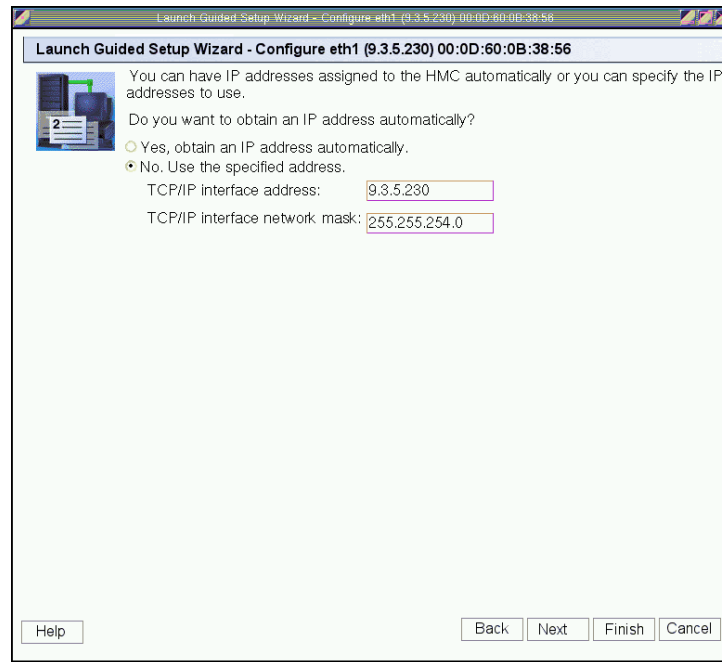 Launch Guided Setup Wizard - Configure eth1 (9.3.5.230) 00:0D:60:0B:38:56
Launch Guided Setup Wizard - Configure eth1 (9.3.5.230) 00:0D:60:0B:38:56
You can have IP addresses assigned to the HMC automatically or you can specify the IP
addresses to use.
2
Do you want to obtain an IP address automatically?
Yes, obtain an IP address automatically.
No. Use the specified address.
TCP/IP interface address: 9.3.5.230
TCP/IP interface network mask: 255.255.254.0
Help Back Next Finish Cancel